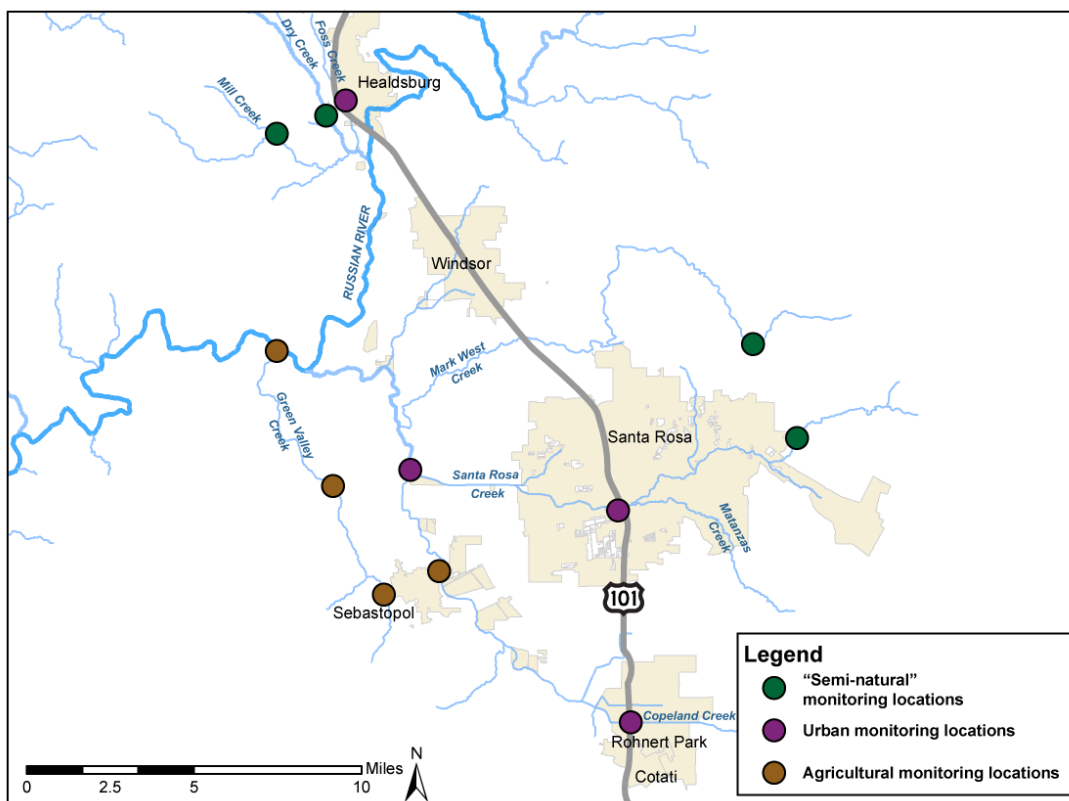 Dry Creek
Foss Creek
Healdsburg
Mill Creek
RUSSIAN RIVER
Windsor
Mark West
Creek
Green Valley
Creek
Santa Rosa
Santa Rosa
Creek
Matanzas
Creek
101
Sebastopol
Copeland Creek
Rohnert Park
Cotati
Legend
“Semi-natural”
monitoring locations
Urban monitoring locations
Agricultural monitoring locations
N
Miles
0 2.5 5 10